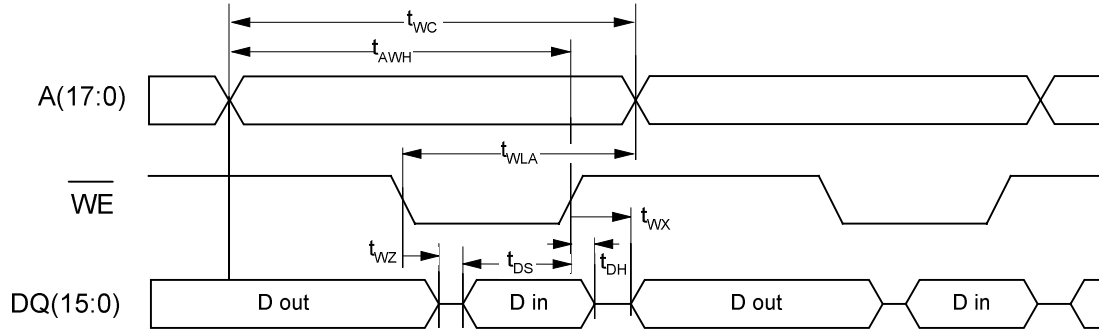 tWC
tAWH
A(17:0)
tWLA
WE
tWX
tWZ
tDS
tDH
DQ(15:0)
D out
D in
D out
D in